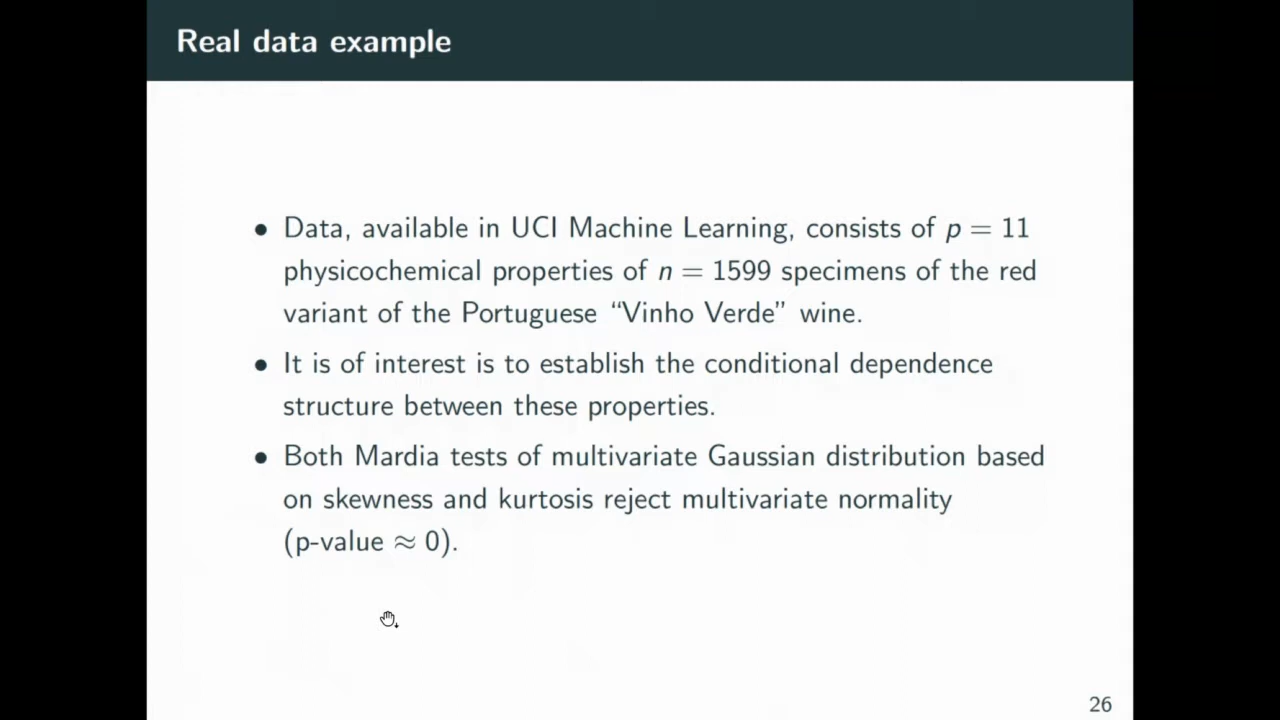 Real data example
• Data, available in UCI Machine Learning, consists of p = 11
physicochemical properties of n = 1599 specimens of the red
variant of the Portuguese “Vinho Verde” wine.
• It is of interest is to establish the conditional dependence
structure between these properties.
• Both Mardia tests of multivariate Gaussian distribution based
on skewness and kurtosis reject multivariate normality
(p-value ≈ 0).
26